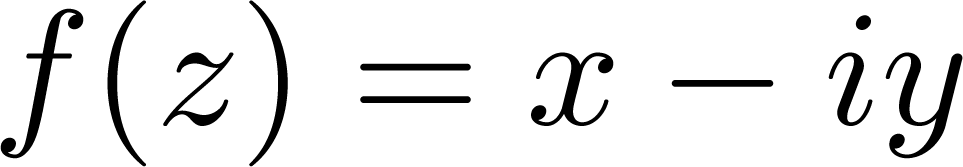 f(z) = x − iy